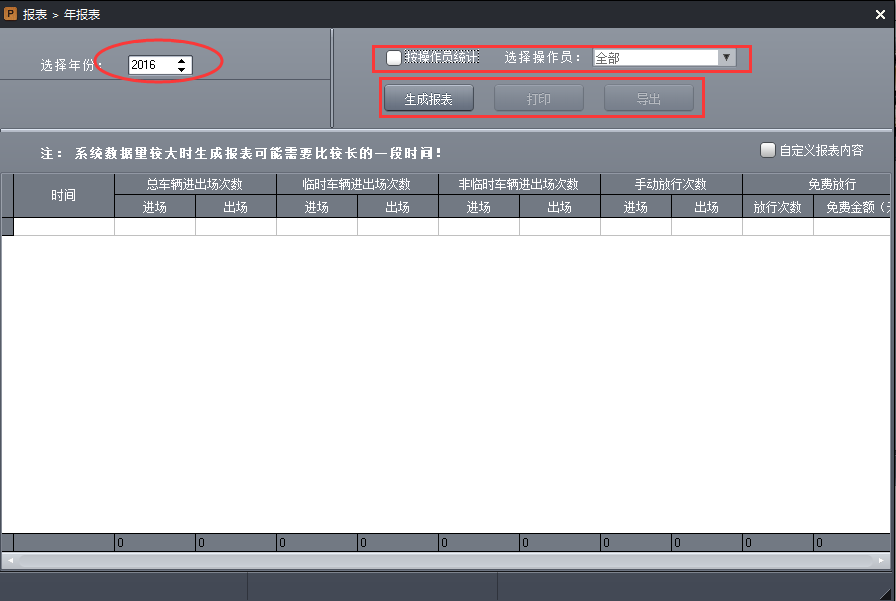 P 报表 > 年报表
选择年份：
2016
按操作员统计 选择操作员： 全部
生成报表 打印 导出
注： 系统数据量较大时生成报表可能需要比较长的一段时间！
自定义报表内容
时间 总车辆进出场次数 临时车辆进出场次数 非临时车辆进出场次数 手动放行次数 免费放行
进场 出场 进场 出场 进场 出场 进场 出场 放行次数 免费金额（
0 0 0 0 0 0 0 0 0 0